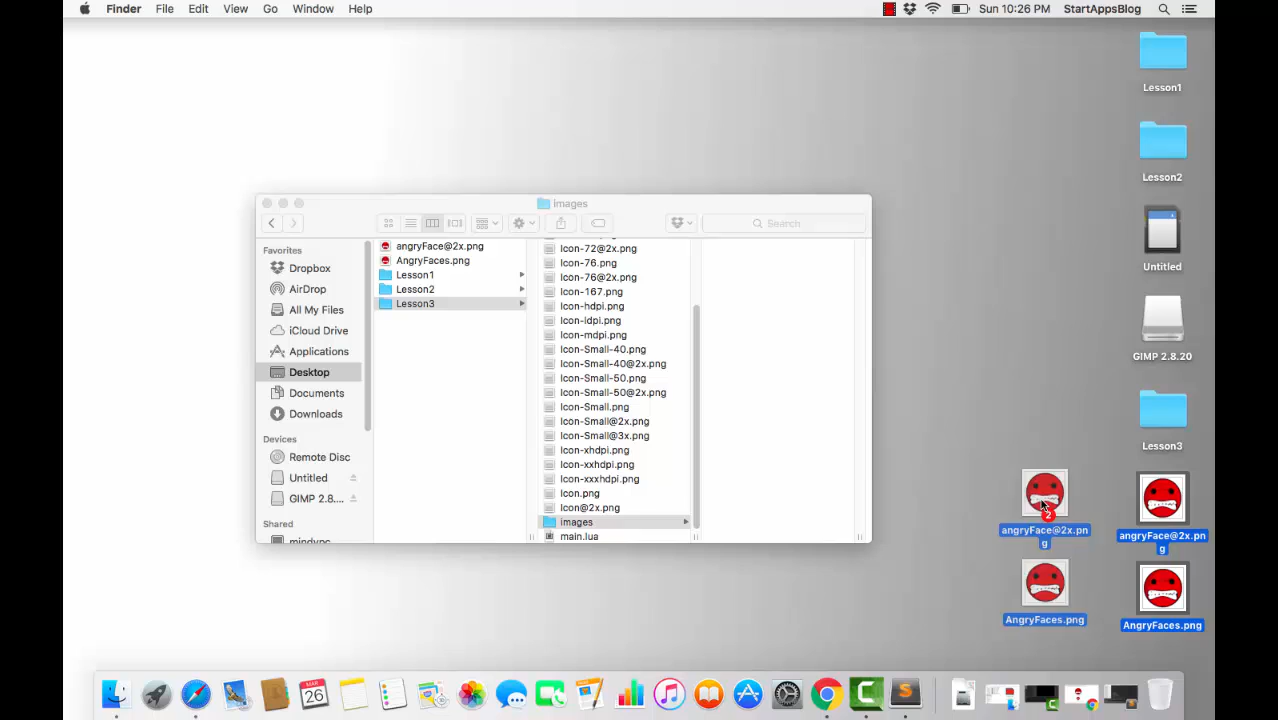 Finder File Edit View Go Window Help
Sun 10:26 PM StartAppsBlog
Lesson1
Lesson2
Untitled
GIMP 2.8.20
Lesson3
angryFace@2x.pn
g
AngryFaces.png
angryFace@2x.pn
g
AngryFaces.png
2
images
Search
Favorites
Dropbox
AirDrop
All My Files
iCloud Drive
Applications
Desktop
Documents
Downloads
Devices
Remote Disc
Untitled
GIMP 2.8....
Shared
angryFace@2x.png
AngryFaces.png
Lesson1
Lesson2
Lesson3
Icon-72@2x.png
Icon-76.png
Icon-76@2x.png
Icon-167.png
Icon-hdpi.png
Icon-ldpi.png
Icon-mdpi.png
Icon-Small-40.png
Icon-Small-40@2x.png
Icon-Small-50.png
Icon-Small-50@2x.png
Icon-Small.png
Icon-Small@2x.png
Icon-Small@3x.png
Icon-xhdpi.png
Icon-xxhdpi.png
Icon-xxxhdpi.png
Icon.png
Icon@2x.png
images
main.lua
MAR
26